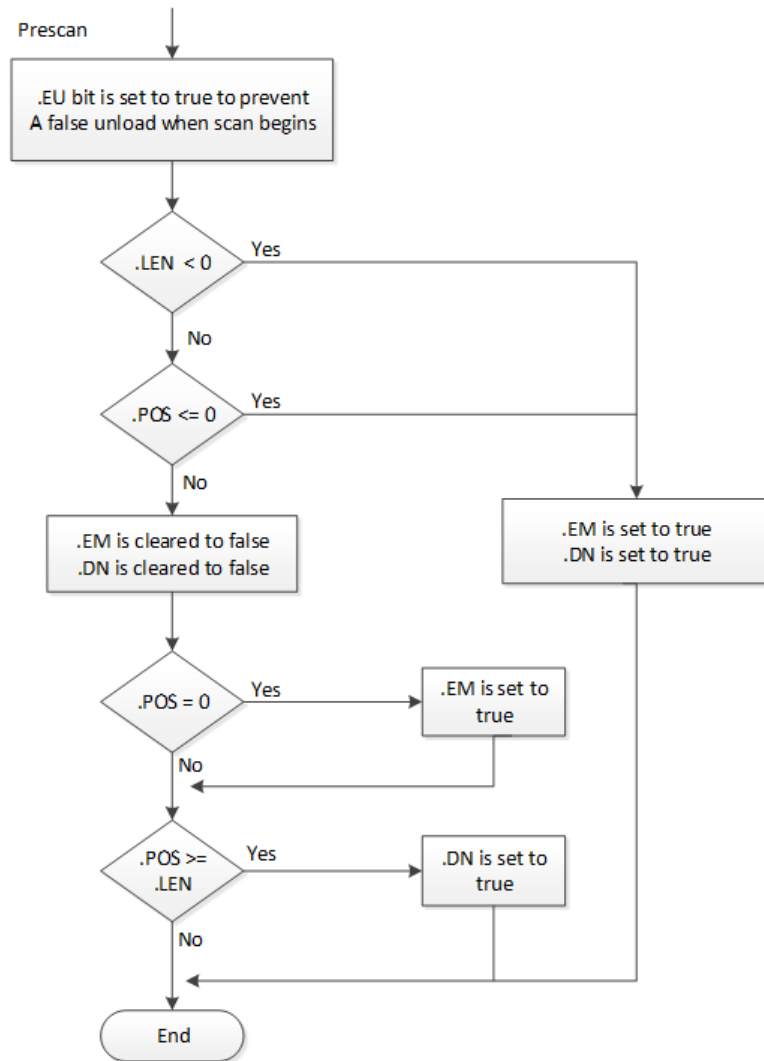 Prescan
.EU bit is set to true to prevent
A false unload when scan begins
.LEN < 0
Yes
No
.POS <= 0
Yes
No
.EM is cleared to false
.DN is cleared to false
.EM is set to true
.DN is set to true
.POS = 0
Yes
.EM is set to
true
No
.POS >=
.LEN
Yes
.DN is set to
true
No
End